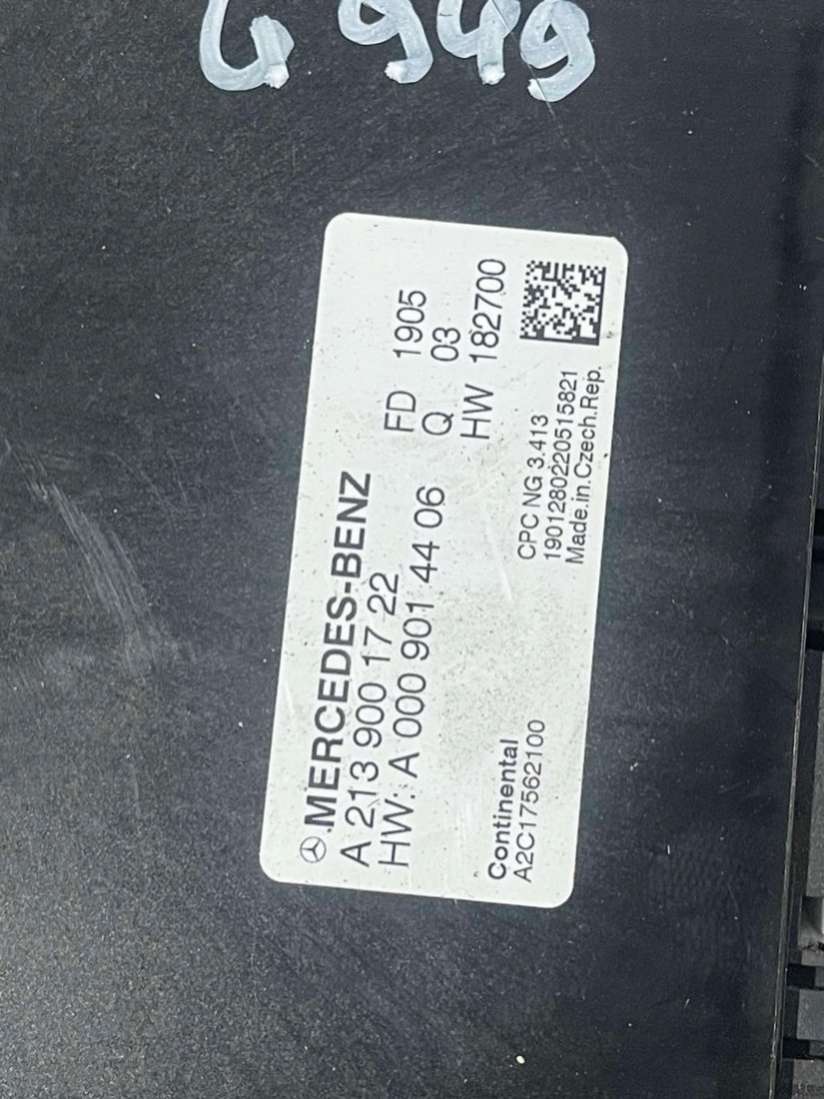 G 949
MERCEDES-BENZ
A 213 900 17 22
HW: A 000 901 44 06
FD 1905
Q 03
HW 182700
Continental
A2C17562100
CPC NG 3.413
19012802205158​21
Made.in.Czech.Rep.